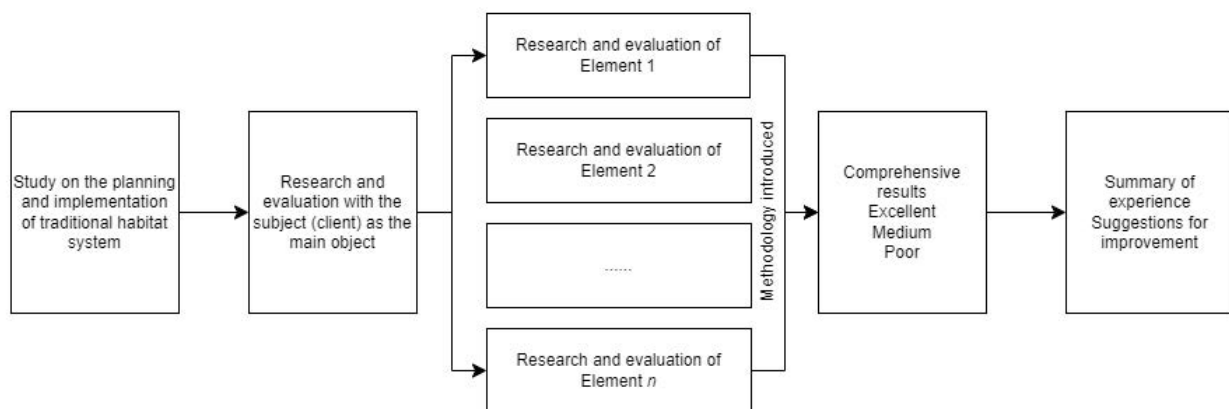 Study on the planning
and implementation
of traditional habitat
system
Research and
evaluation with the
subject (client) as the
main object
Research and evaluation of
Element 1
Research and evaluation of
Element 2
......
Research and evaluation of
Element n
Methodology introduced
Comprehensive
results
Excellent
Medium
Poor
Summary of
experience
Suggestions for
improvement